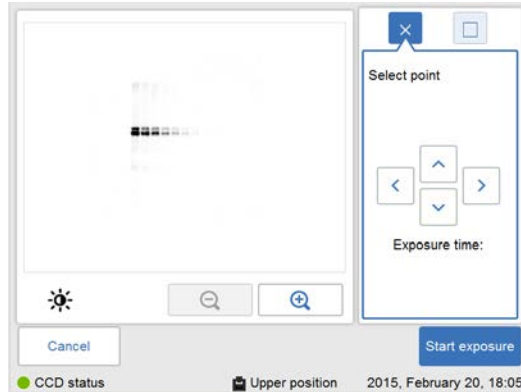 Select point
Exposure time:
Cancel
Start exposure
CCD status
Upper position
2015, February 20, 18:05